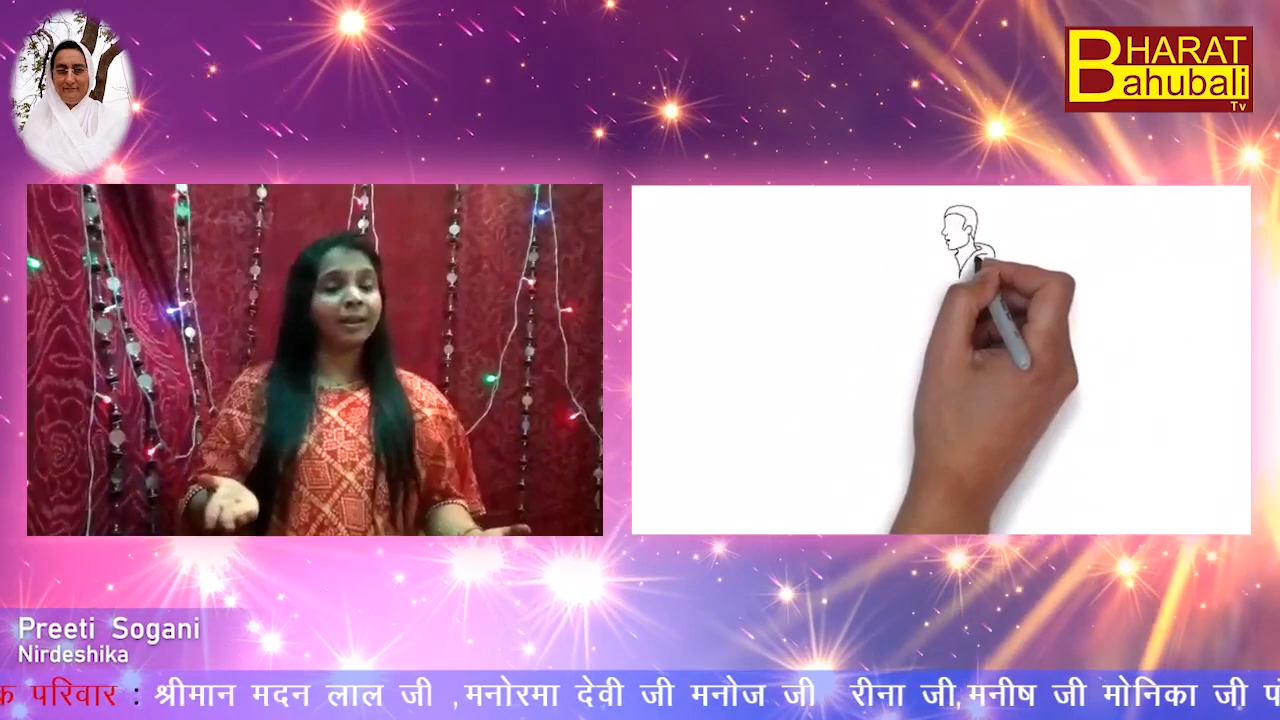 BHARAT
Bahubali
Tv
Preeti Sogani
Nirdeshika
परिवार : श्रीमान मदन लाल जी ,मनोरमा देवी जी मनोज जी रीना जी,मनीष जी मोनिका जी